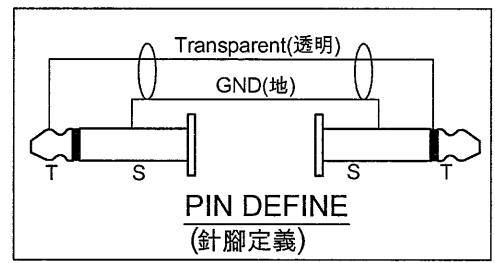 Transparent(透明)
GND(地)
T S S T
PIN DEFINE
(針腳定義)